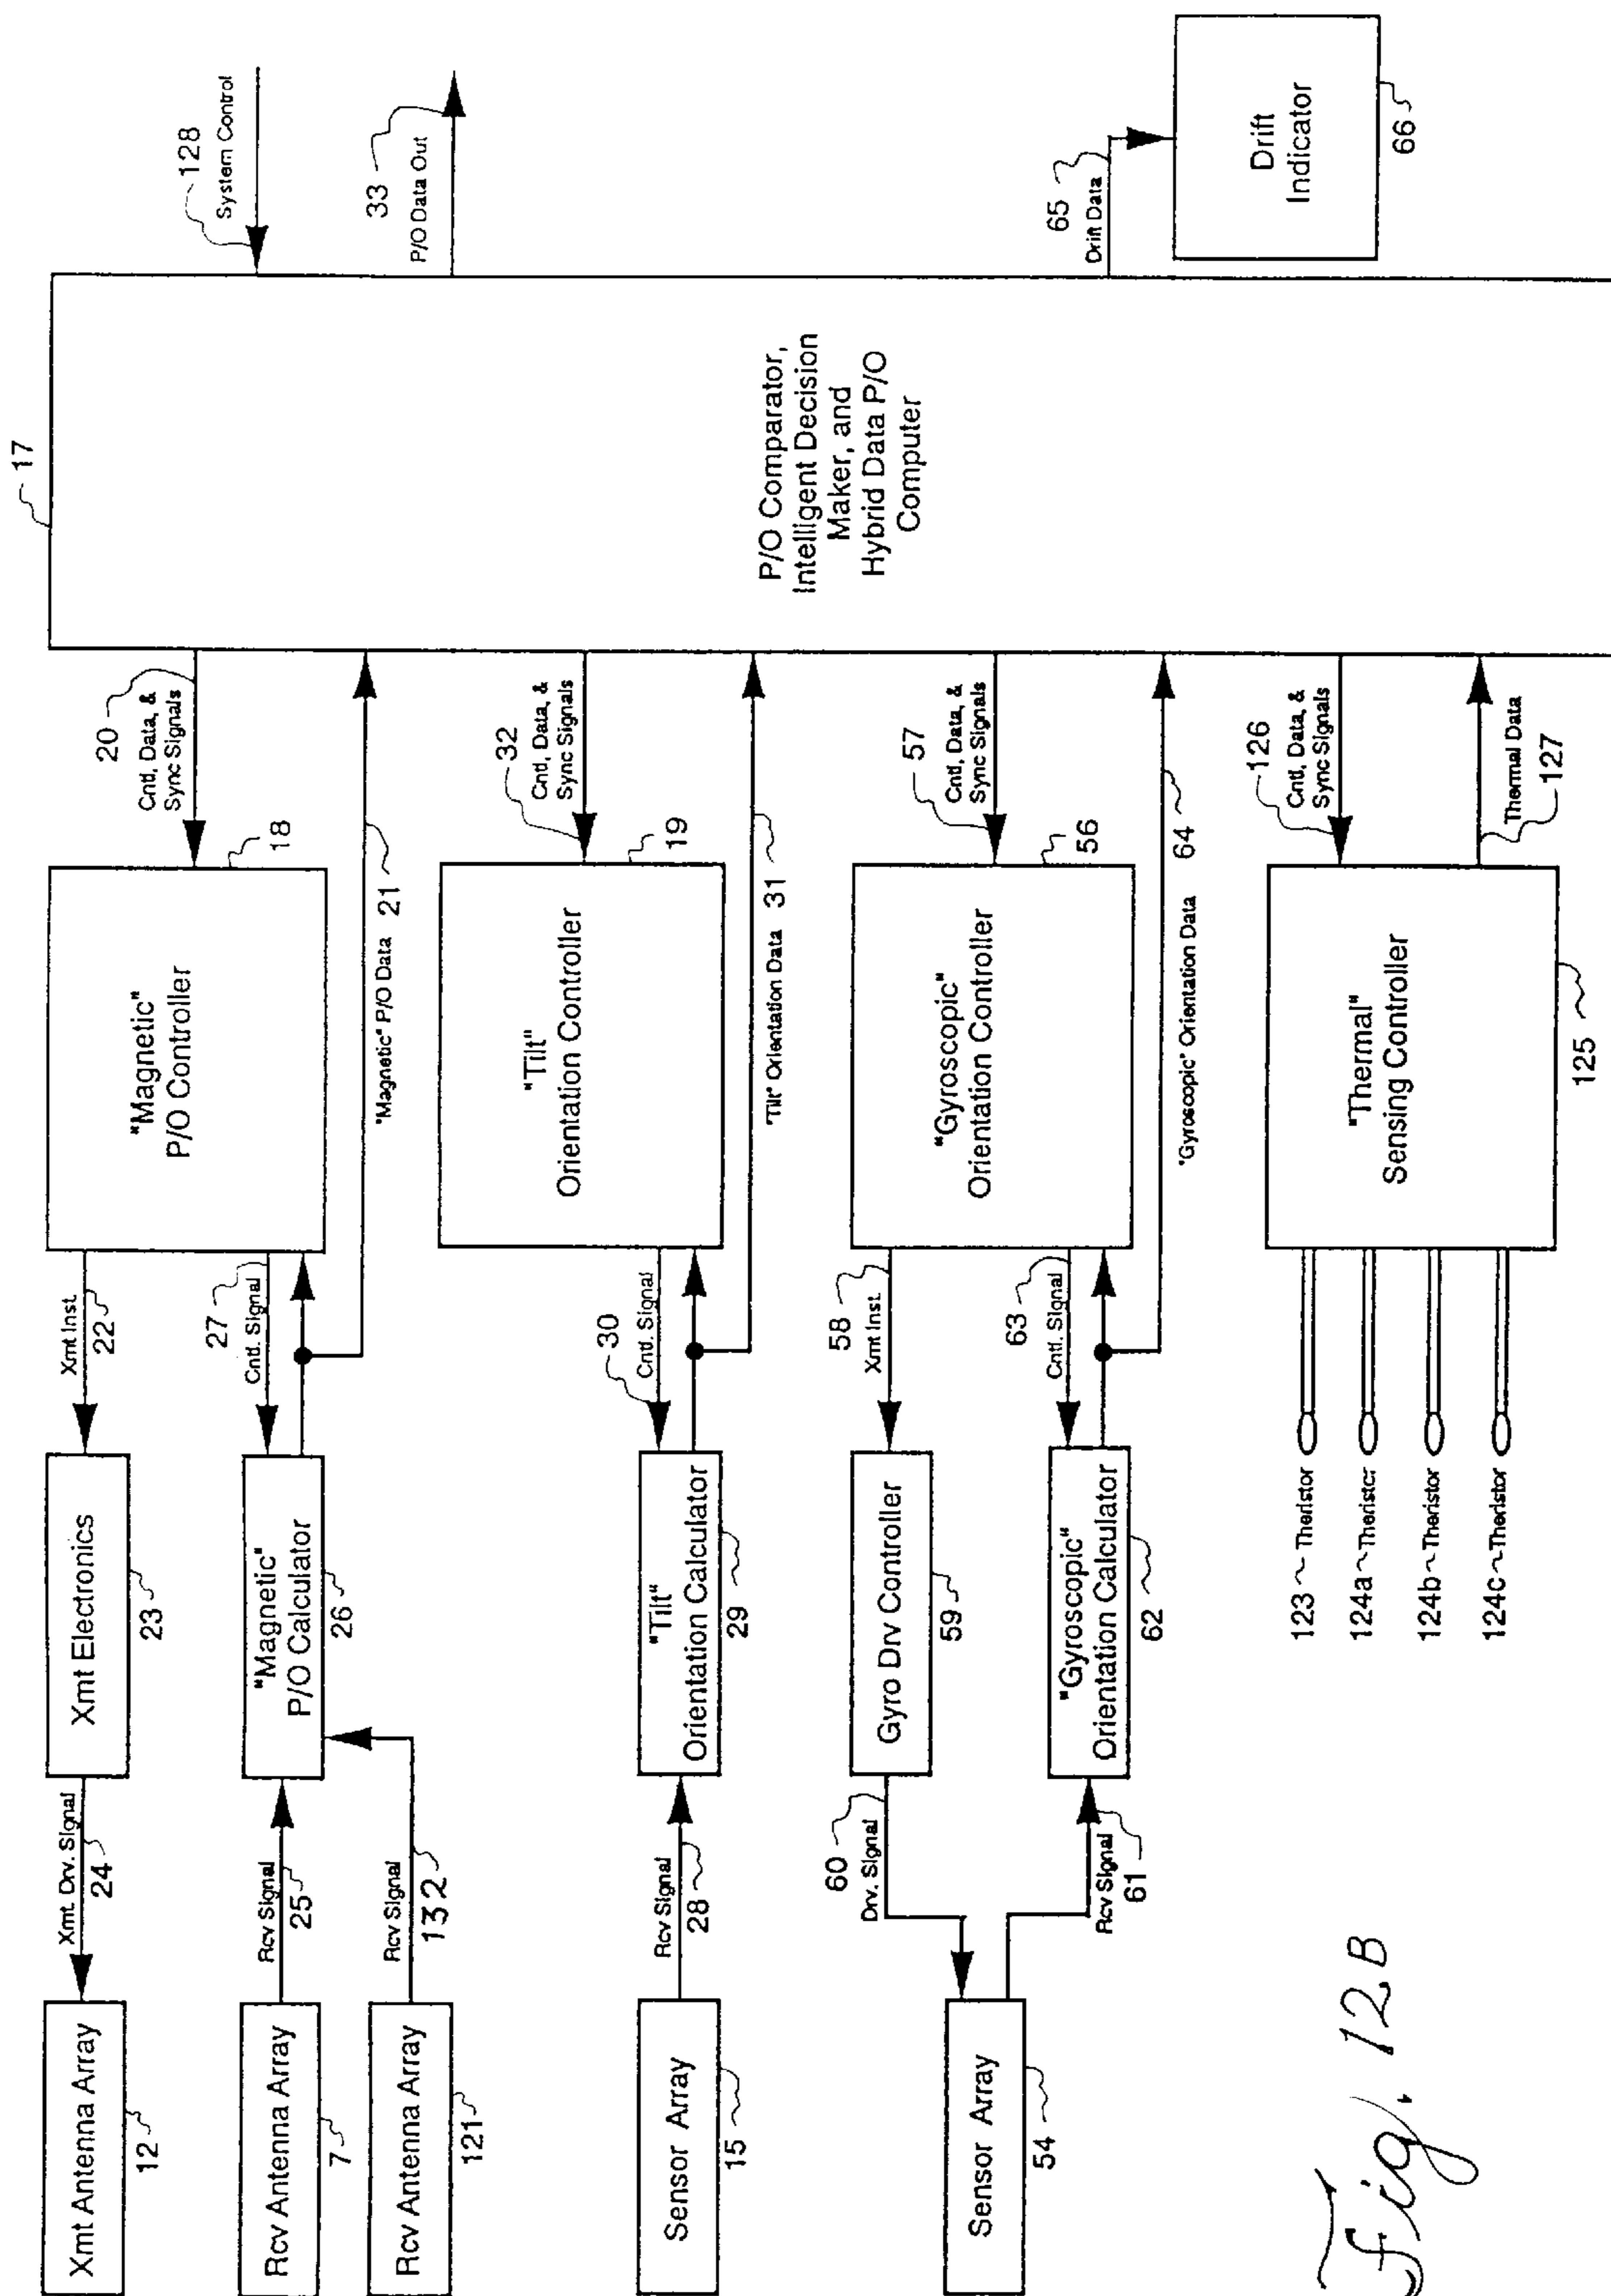 Xmt Antenna Array
12
Xmt. Drv. Signal
24
Xmt Electronics
23
Xmt Inst.
22
Rcv Antenna Array
7
Rcv Signal
25
Rcv Antenna Array
121
Rcv Signal
132
"Magnetic"
P/O Calculator
26
27
Cntl. Signal
"Magnetic"
P/O Controller
18
20
Cntl, Data, &
Sync Signals
"Magnetic" P/O Data 21
Sensor Array
15
Rcv Signal
28
"Tilt"
Orientation Calculator
29
30
Cntl. Signal
"Tilt"
Orientation Controller
19
32
Cntl, Data, &
Sync Signals
"Tilt" Orientation Data 31
Sensor Array
54
60
Drv. Signal
Rcv Signal
61
Gyro Drv Controller
59
58
Xmt Inst.
"Gyroscopic"
Orientation Calculator
62
63
Cntl. Signal
"Gyroscopic"
Orientation Controller
56
57
Cntl, Data, &
Sync Signals
"Gyroscopic" Orientation Data 64
123 Theristor
124a Theristor
124b Theristor
124c Theristor
"Thermal"
Sensing Controller
125
126
Cntl, Data, &
Sync Signals
Thermal Data
127
17
P/O Comparator,
Intelligent Decision
Maker, and
Hybrid Data P/O
Computer
128
System Control
33
P/O Data Out
65
Drift Data
Drift
Indicator
66
Fig. 12B